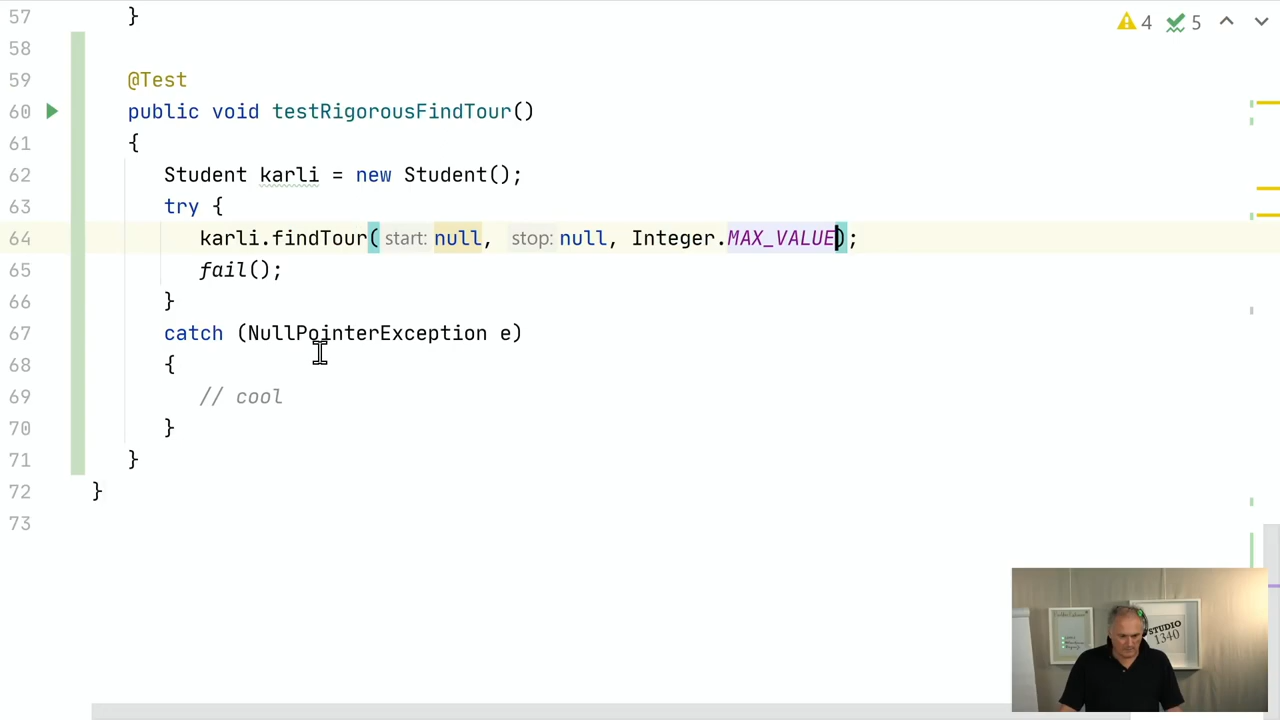 57 }
4 5
58
59 @Test
60 public void testRigorousFindTour()
61 {
62 Student karli = new Student();
63 try {
64 karli.findTour( start: null, stop: null, Integer.MAX_VALUE);
65 fail();
66 }
67 catch (NullPointerException e)
68 {
69 // cool
70 }
71 }
72 }
73
STUDIO
1340